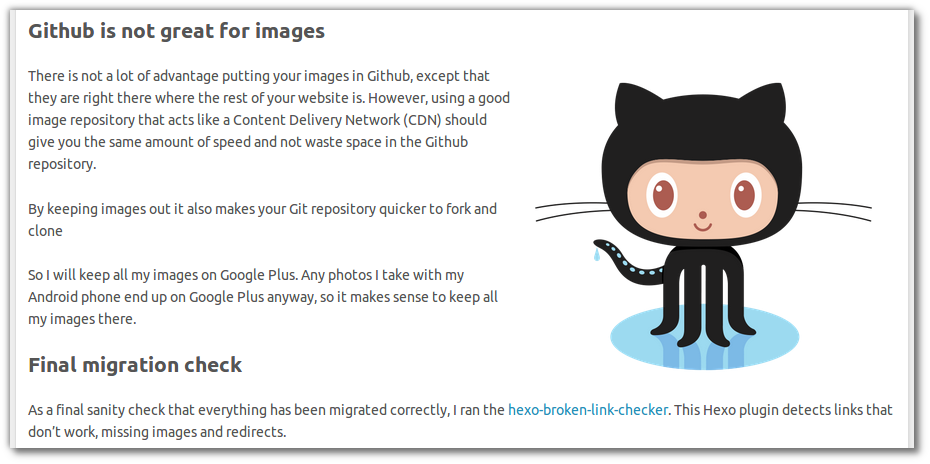 Github is not great for images
There is not a lot of advantage putting your images in Github, except that
they are right there where the rest of your website is. However, using a good
image repository that acts like a Content Delivery Network (CDN) should
give you the same amount of speed and not waste space in the Github
repository.
By keeping images out it also makes your Git repository quicker to fork and
clone
So I will keep all my images on Google Plus. Any photos I take with my
Android phone end up on Google Plus anyway, so it makes sense to keep all
my images there.
Final migration check
As a final sanity check that everything has been migrated correctly, I ran the hexo-broken-link-checker. This Hexo plugin detects links that
don’t work, missing images and redirects.